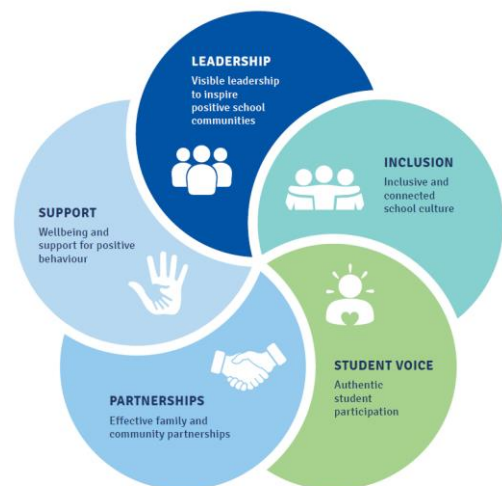 LEADERSHIP
Visible leadership
to inspire
positive school
communities
INCLUSION
Inclusive and
connected
school culture
STUDENT VOICE
Authentic
student
participation
PARTNERSHIPS
Effective family and
community partnerships
SUPPORT
Wellbeing and
support for positive
behaviour